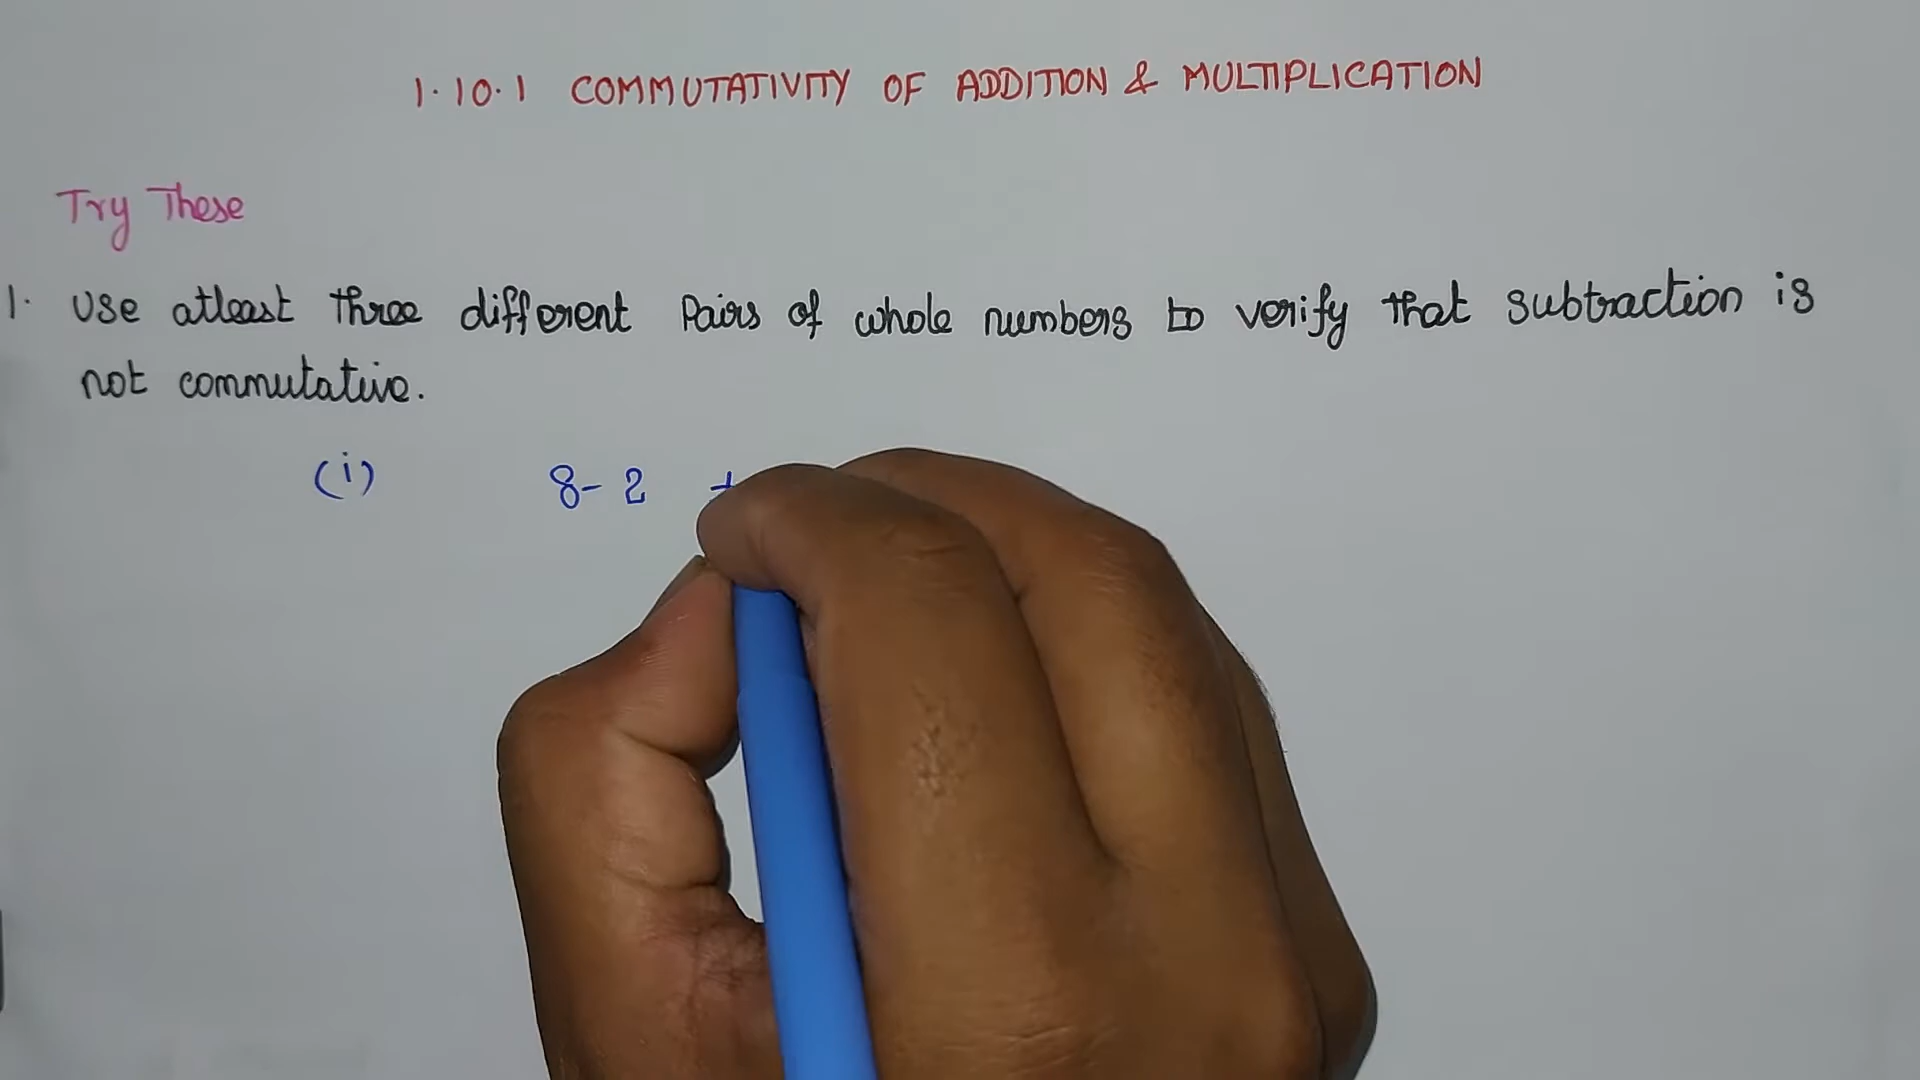 1.10.1 COMMUTATIVITY OF ADDITION & MULTIPLICATION
Try These
1. Use atleast three different Pairs of whole numbers to verify that subtraction is
not commutative.
(i) 8 - 2